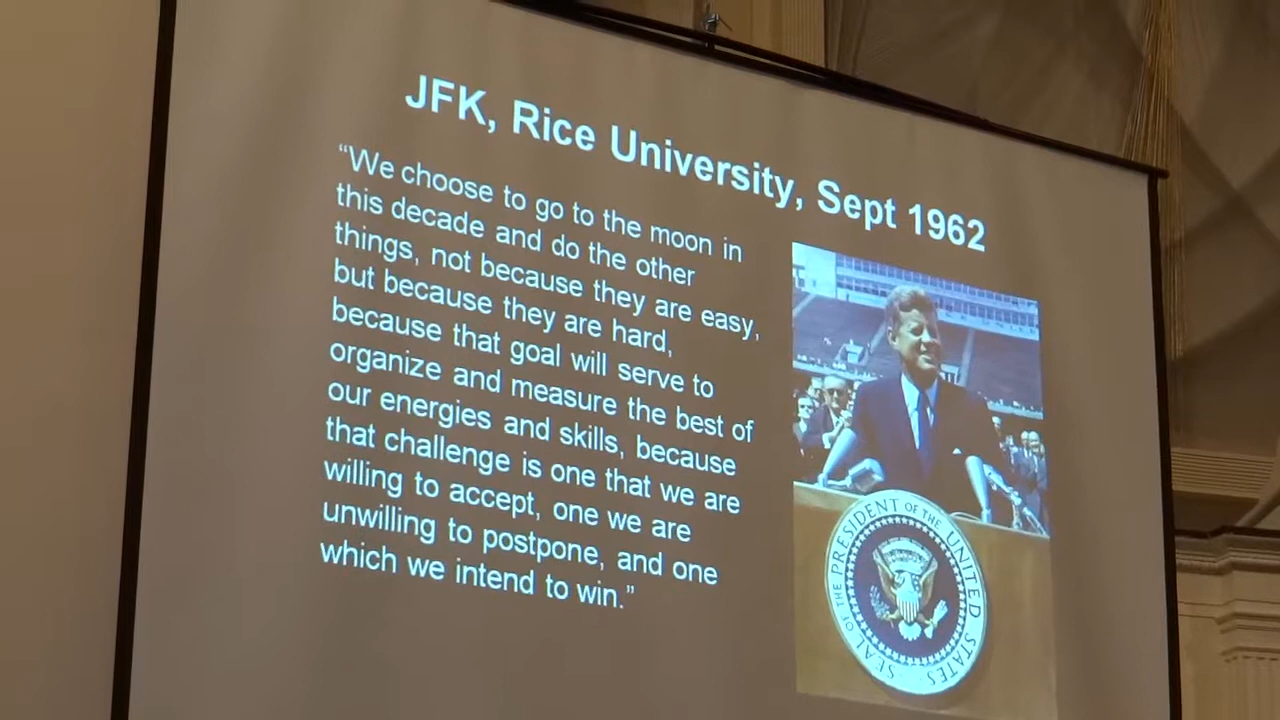 JFK, Rice University, Sept 1962
“We choose to go to the moon in
this decade and do the other
things, not because they are easy,
but because they are hard,
because that goal will serve to
organize and measure the best of
our energies and skills, because
that challenge is one that we are
willing to accept, one we are
unwilling to postpone, and one
which we intend to win.”
SEAL OF THE PRESIDENT OF THE UNITED STATES